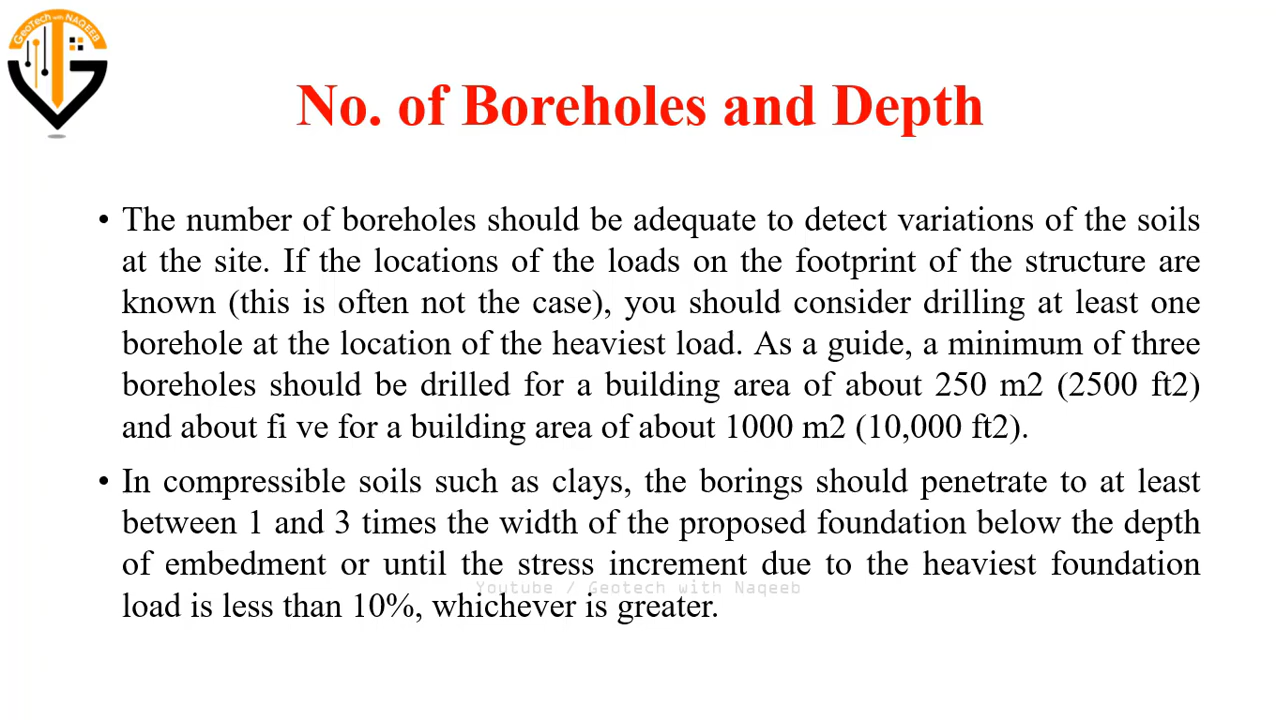 GeoTech with NAQEEB
No. of Boreholes and Depth
• The number of boreholes should be adequate to detect variations of the soils
at the site. If the locations of the loads on the footprint of the structure are
known (this is often not the case), you should consider drilling at least one
borehole at the location of the heaviest load. As a guide, a minimum of three
boreholes should be drilled for a building area of about 250 m2 (2500 ft2)
and about fi ve for a building area of about 1000 m2 (10,000 ft2).
• In compressible soils such as clays, the borings should penetrate to at least
between 1 and 3 times the width of the proposed foundation below the depth
of embedment or until the stress increment due to the heaviest foundation
Youtube / Geotech with Naqeeb
load is less than 10%, whichever is greater.